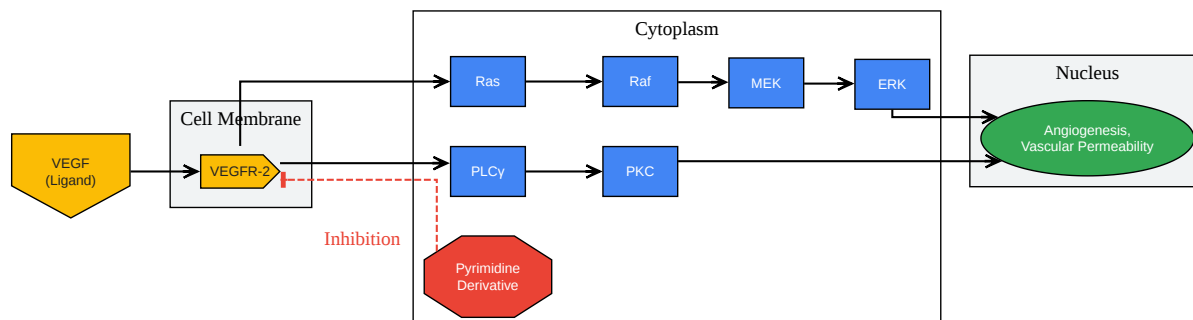 Cytoplasm
Nucleus
Cell Membrane
VEGF
(Ligand)
VEGFR-2
Ras
Raf
MEK
ERK
PLCγ
PKC
Angiogenesis,
Vascular Permeability
Inhibition
Pyrimidine
Derivative